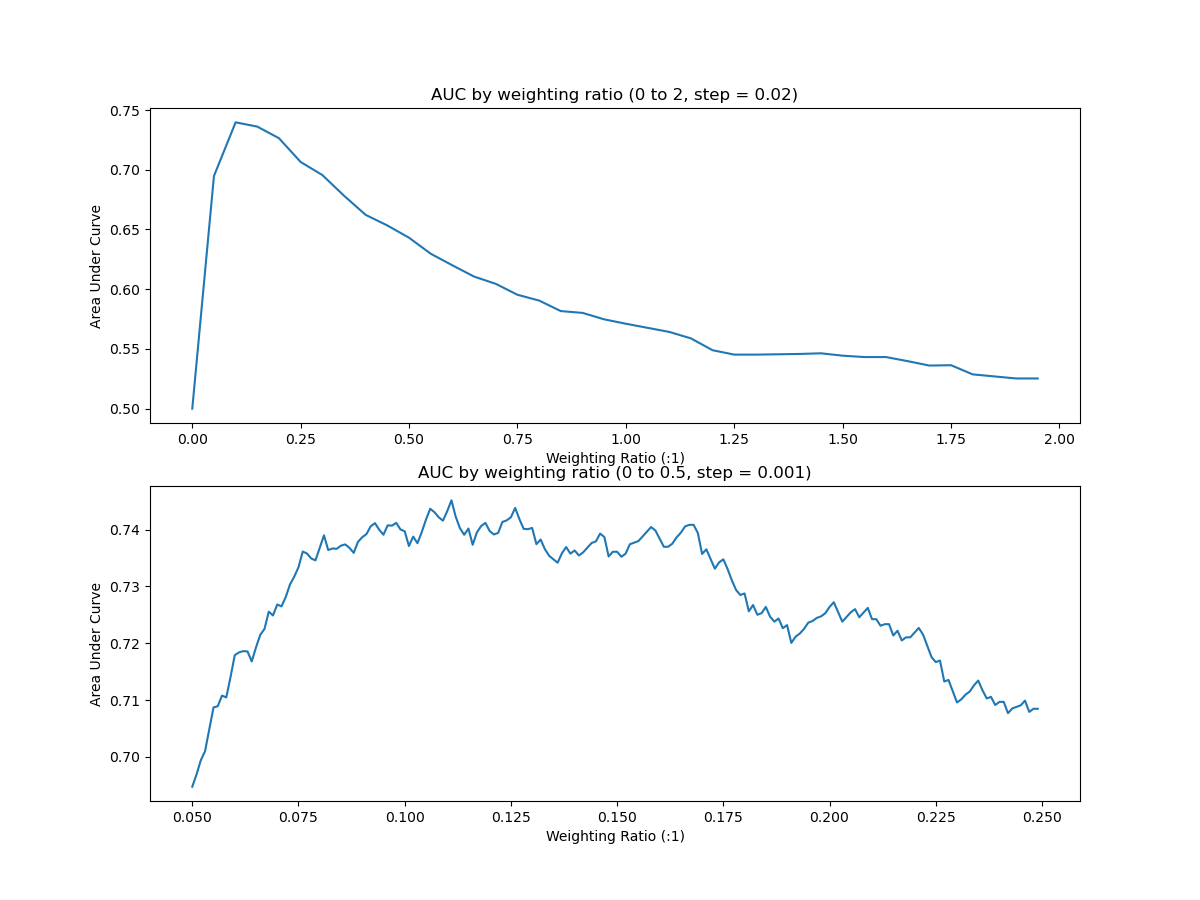 AUC by weighting ratio (0 to 2, step = 0.02)
0.75
0.70
0.65
0.60
0.55
0.50
Area Under Curve
0.00 0.25 0.50 0.75 1.00 1.25 1.50 1.75 2.00
Weighting Ratio (:1)
AUC by weighting ratio (0 to 0.5, step = 0.001)
0.74
0.73
0.72
0.71
0.70
Area Under Curve
0.050 0.075 0.100 0.125 0.150 0.175 0.200 0.225 0.250
Weighting Ratio (:1)